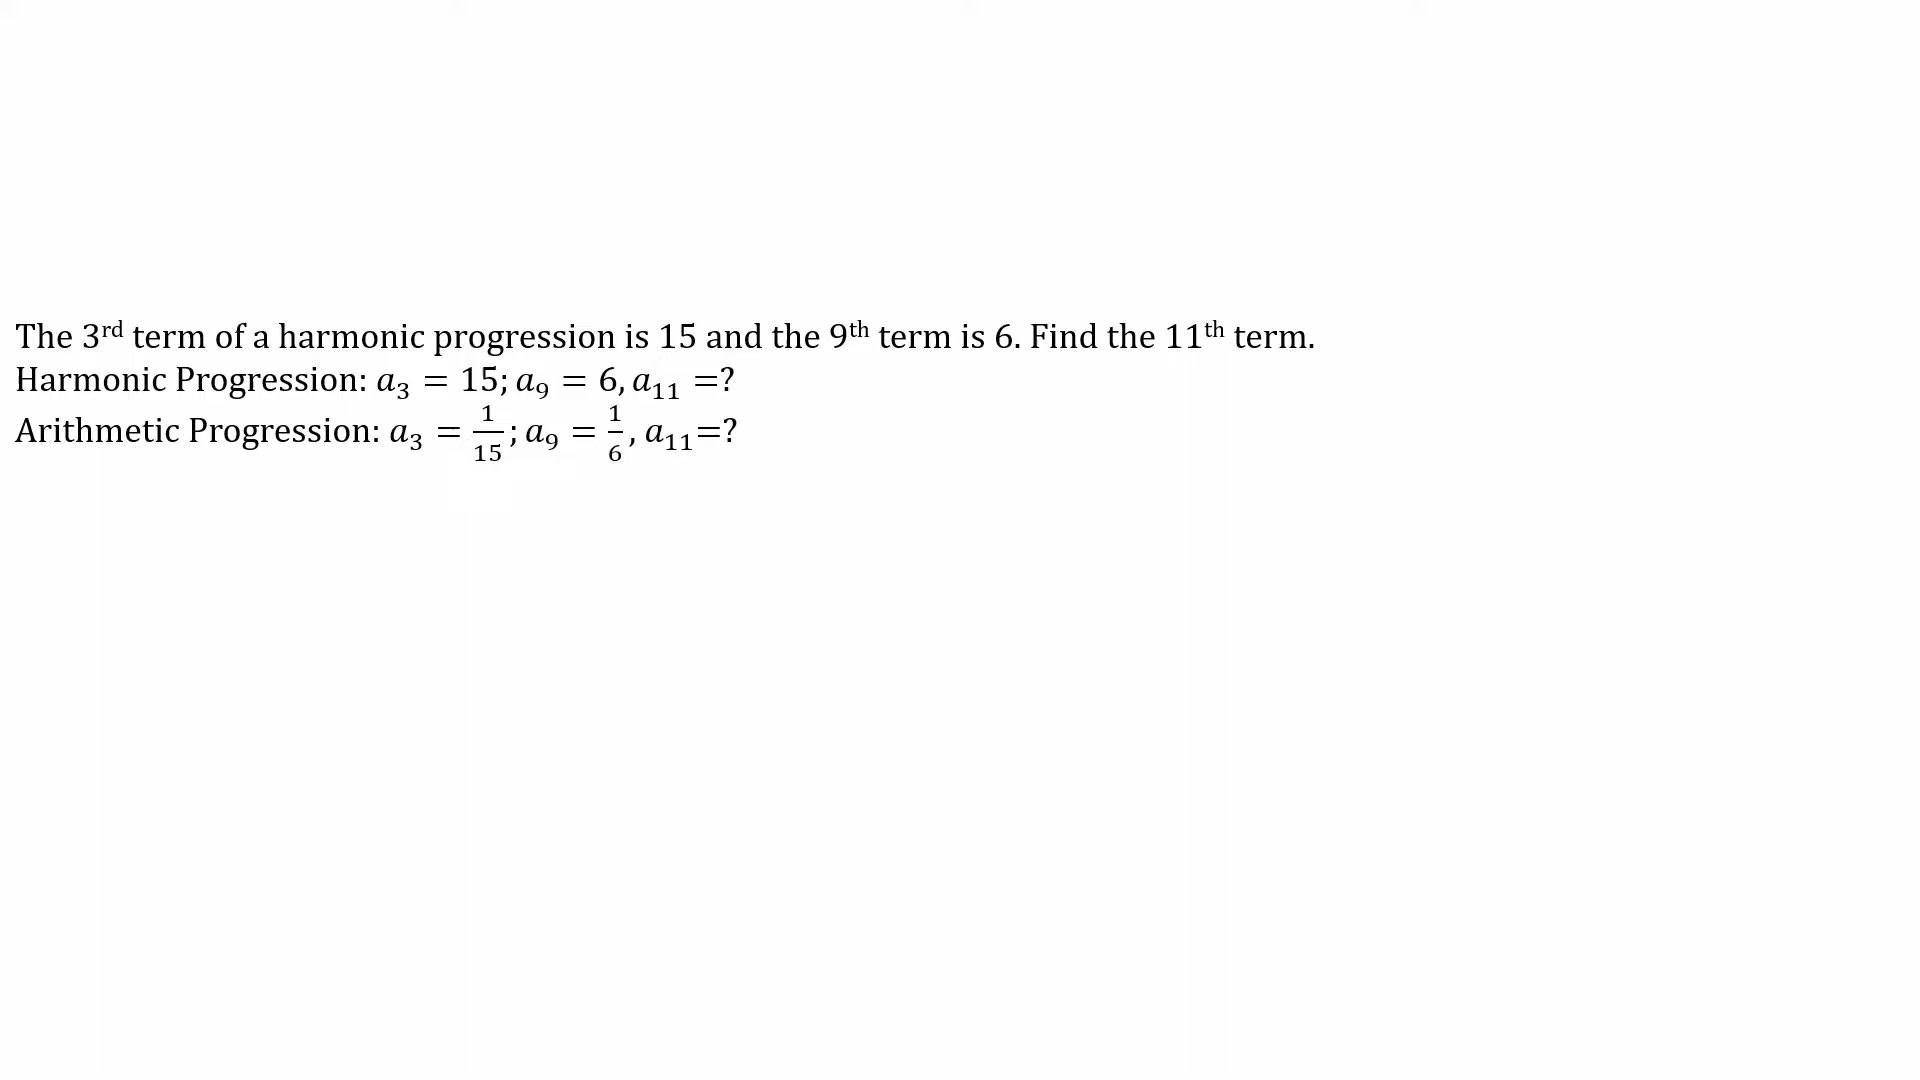 The 3rd term of a harmonic progression is 15 and the 9th term is 6. Find the 11th term.
Harmonic Progression: a₃ = 15; a₉ = 6, a₁₁ =?
Arithmetic Progression: a₃ = 1/15; a₉ = 1/6, a₁₁=?